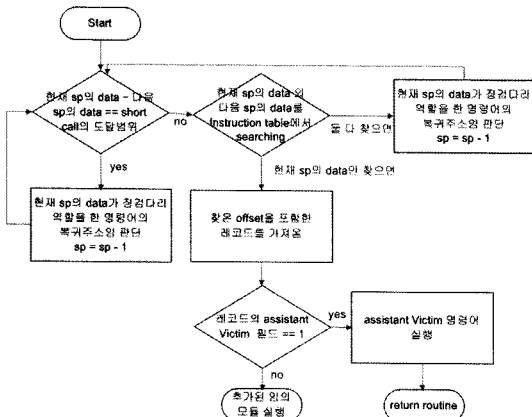 Start
현재 sp의 data - 다음
sp의 data == short
call의 도달범위
no
yes
현재 sp의 data가 징검다리
역할을 한 명령어의
복귀주소임 판단
sp = sp - 1
현재 sp의 data 와
다음 sp의 data를
Instruction table에서
searching
둘 다 찾으면
현재 sp의 data가 징검다리
역할을 한 명령어의
복귀주소임 판단
sp = sp - 1
현재 sp의 data만 찾으면
찾은 offset을 포함한
레코드를 가져옴
레코드의 assistant
Victim 필드 == 1
yes
assistant Victim 명령어
실행
no
추가된 임의
모듈 실행
return routine